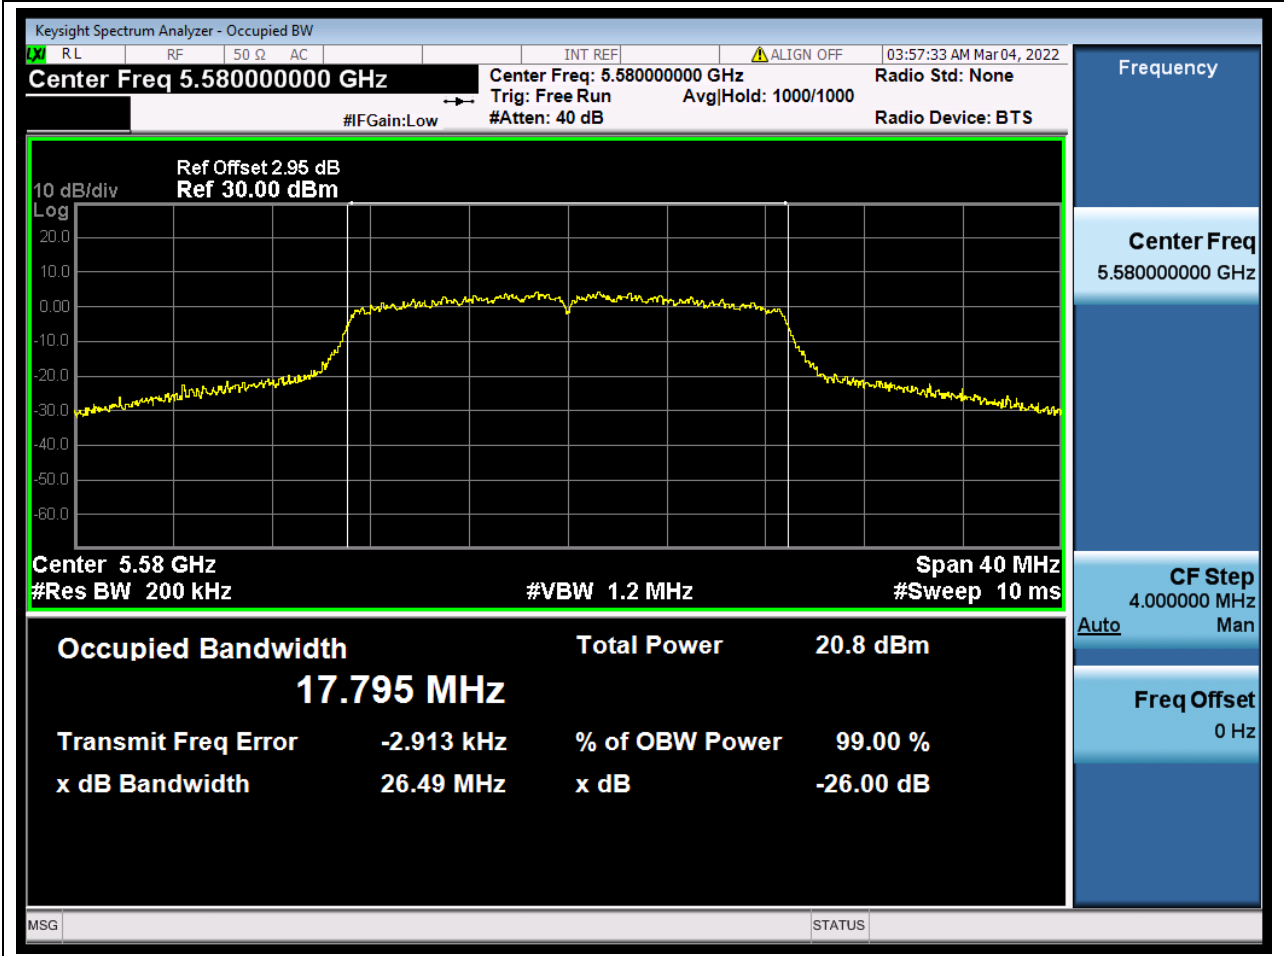 Keysight Spectrum Analyzer - Occupied BW
LXI RL RF 50 Ω AC INT REF ALIGN OFF 03:57:33 AM Mar 04, 2022
Center Freq 5.580000000 GHz
Center Freq: 5.580000000 GHz Radio Std: None
Trig: Free Run Avg|Hold: 1000/1000
#IFGain:Low #Atten: 40 dB Radio Device: BTS
Ref Offset 2.95 dB
10 dB/div Ref 30.00 dBm
Log
20.0
10.0
0.00
-10.0
-20.0
-30.0
-40.0
-50.0
-60.0
Center 5.58 GHz Span 40 MHz
#Res BW 200 kHz #VBW 1.2 MHz #Sweep 10 ms
Occupied Bandwidth Total Power 20.8 dBm
17.795 MHz
Transmit Freq Error -2.913 kHz % of OBW Power 99.00 %
x dB Bandwidth 26.49 MHz x dB -26.00 dB
Frequency
Center Freq
5.580000000 GHz
CF Step
4.000000 MHz
Auto Man
Freq Offset
0 Hz
MSG STATUS